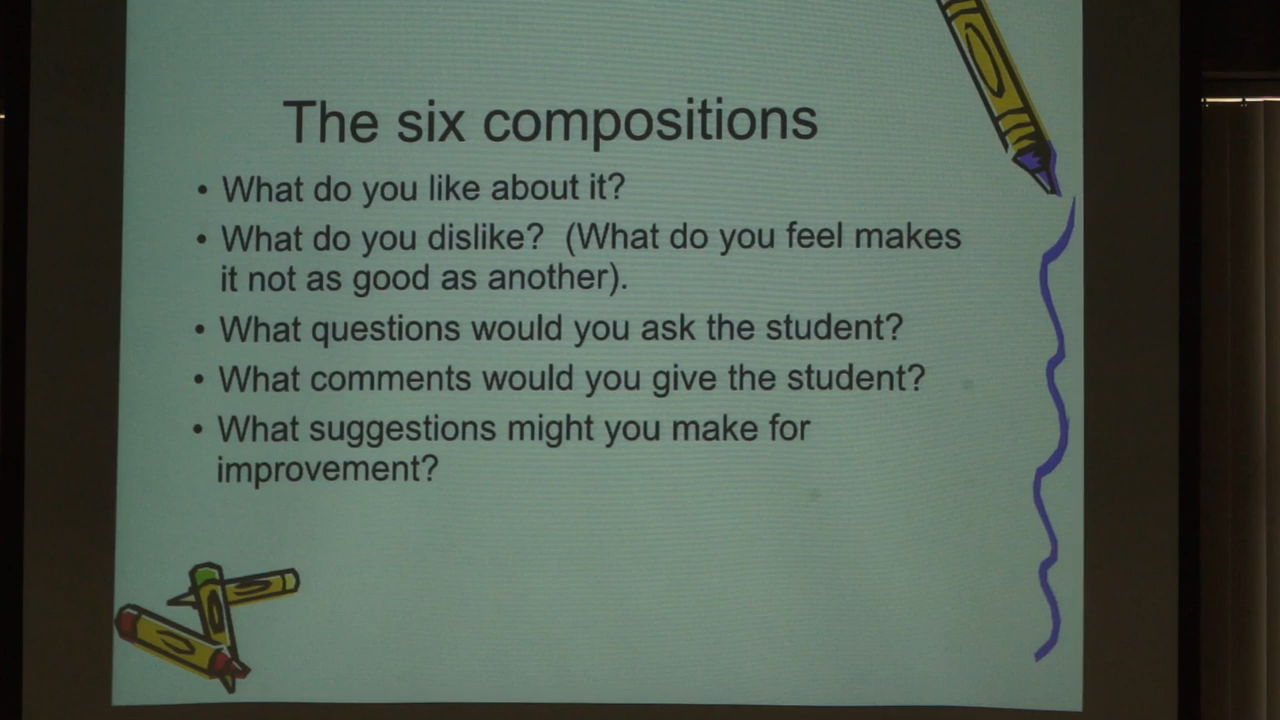 The six compositions
• What do you like about it?
• What do you dislike? (What do you feel makes
it not as good as another).
• What questions would you ask the student?
• What comments would you give the student?
• What suggestions might you make for
improvement?